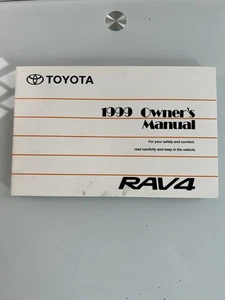 TOYOTA
1999 Owner's
Manual
For your safety and comfort,
read carefully and keep in the vehicle.
RAV4